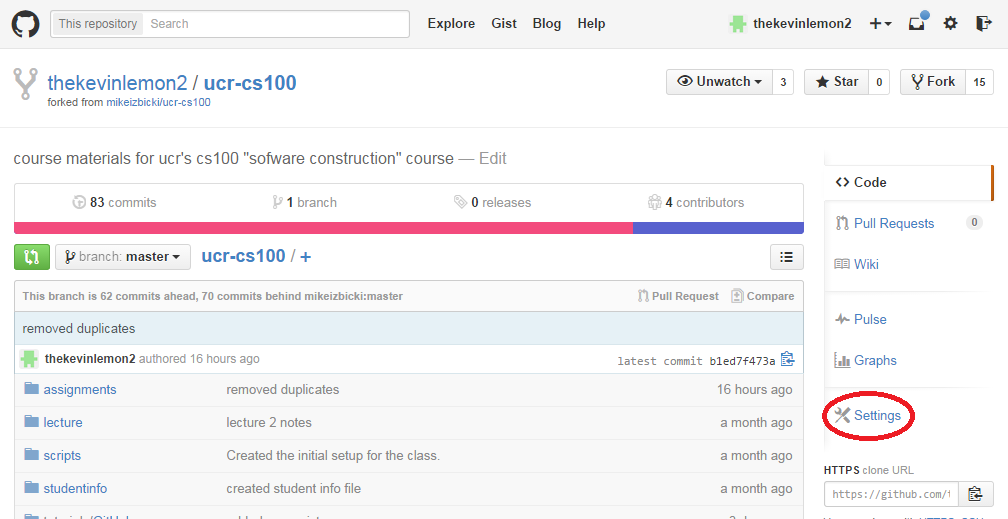 This repository Search Explore Gist Blog Help thekevinlemon2
thekevinlemon2 / ucr-cs100 Unwatch 3 Star 0 Fork 15
forked from mikeizbicki/ucr-cs100
course materials for ucr's cs100 "sofware construction" course — Edit
83 commits 1 branch 0 releases 4 contributors
branch: master ucr-cs100 / +
This branch is 62 commits ahead, 70 commits behind mikeizbicki:master Pull Request Compare
removed duplicates
thekevinlemon2 authored 16 hours ago latest commit b1ed7f473a
assignments removed duplicates 16 hours ago
lecture lecture 2 notes a month ago
scripts Created the initial setup for the class. a month ago
studentinfo created student info file a month ago
Code
Pull Requests 0
Wiki
Pulse
Graphs
Settings
HTTPS clone URL
https://github.com/t